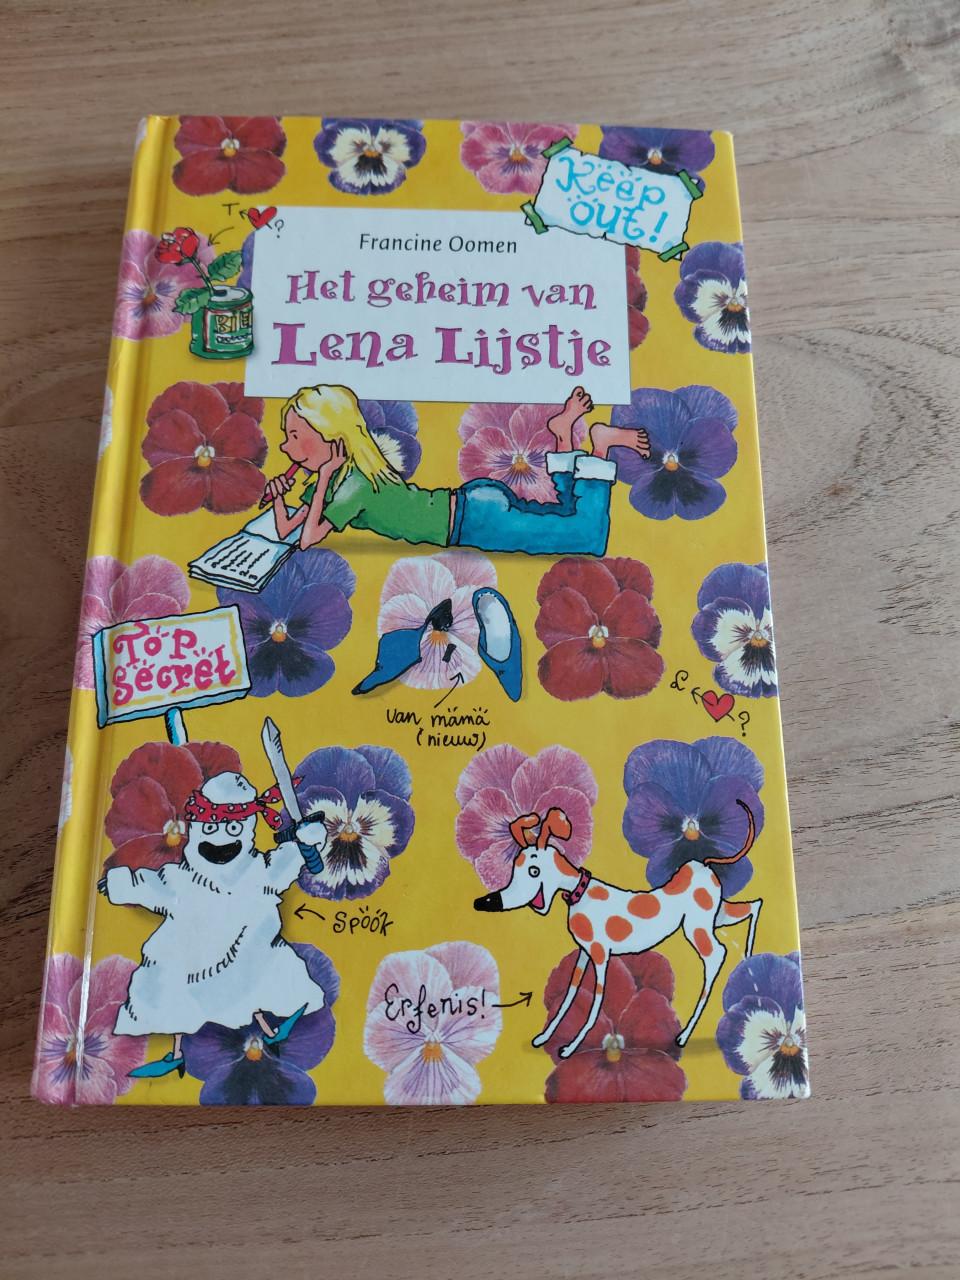 Keep
out!
T ?
Francine Oomen
Het geheim van
Lena Lijstje
Top
secret
van mama
(nieuw)
L ?
Spook
Erfenis!